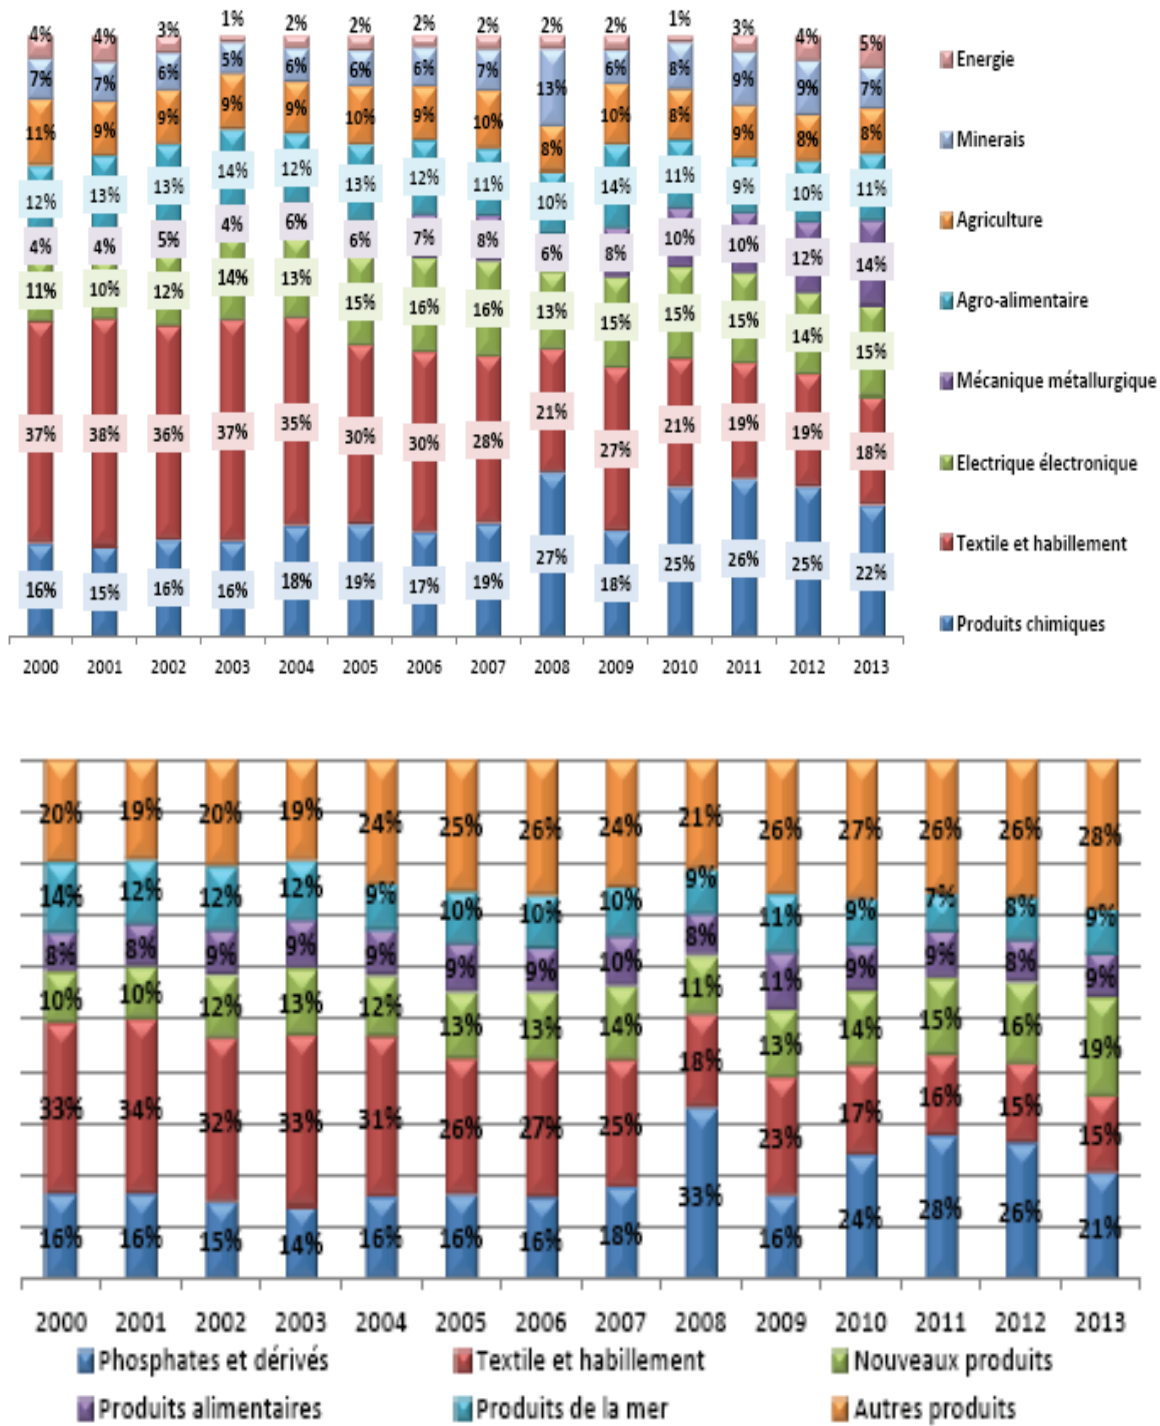 4% 4% 3% 1% 2% 2% 2% 2% 2% 2% 1% 3% 4% 5%
Energie
7% 7% 6% 5% 6% 6% 6% 7% 13% 6% 8% 9% 9% 7%
Minerais
11% 9% 9% 9% 9% 10% 9% 10% 8% 10% 8% 9% 8% 8%
12% 13% 13% 14% 12% 13% 12% 11% 10% 14% 11% 9% 10% 11%
Agriculture
4% 4% 5% 4% 6% 6% 7% 8% 6% 8% 10% 10% 12% 14%
11% 10% 12% 14% 13% 15% 16% 16% 13% 15% 15% 15% 14% 15%
Agro-alimentaire
Mécanique métallurgique
37% 38% 36% 37% 35% 30% 30% 28% 21% 27% 21% 19% 19% 18%
Electrique électronique
Textile et habillement
16% 15% 16% 16% 18% 19% 17% 19% 27% 18% 25% 26% 25% 22%
Produits chimiques
2000 2001 2002 2003 2004 2005 2006 2007 2008 2009 2010 2011 2012 2013
20% 19% 20% 19% 24% 25% 26% 24% 21% 26% 27% 26% 26% 28%
14% 12% 12% 12% 9% 10% 10% 10% 9% 11% 9% 7% 8% 9%
8% 8% 9% 9% 9% 9% 9% 10% 8% 11% 9% 9% 8% 9%
10% 10% 12% 13% 12% 13% 13% 14% 11% 13% 14% 15% 16% 19%
33% 34% 32% 33% 31% 26% 27% 25% 18% 23% 17% 16% 15% 15%
16% 16% 15% 14% 16% 16% 16% 18% 33% 16% 24% 28% 26% 21%
2000 2001 2002 2003 2004 2005 2006 2007 2008 2009 2010 2011 2012 2013
Phosphates et dérivés Textile et habillement Nouveaux produits
Produits alimentaires Produits de la mer Autres produits